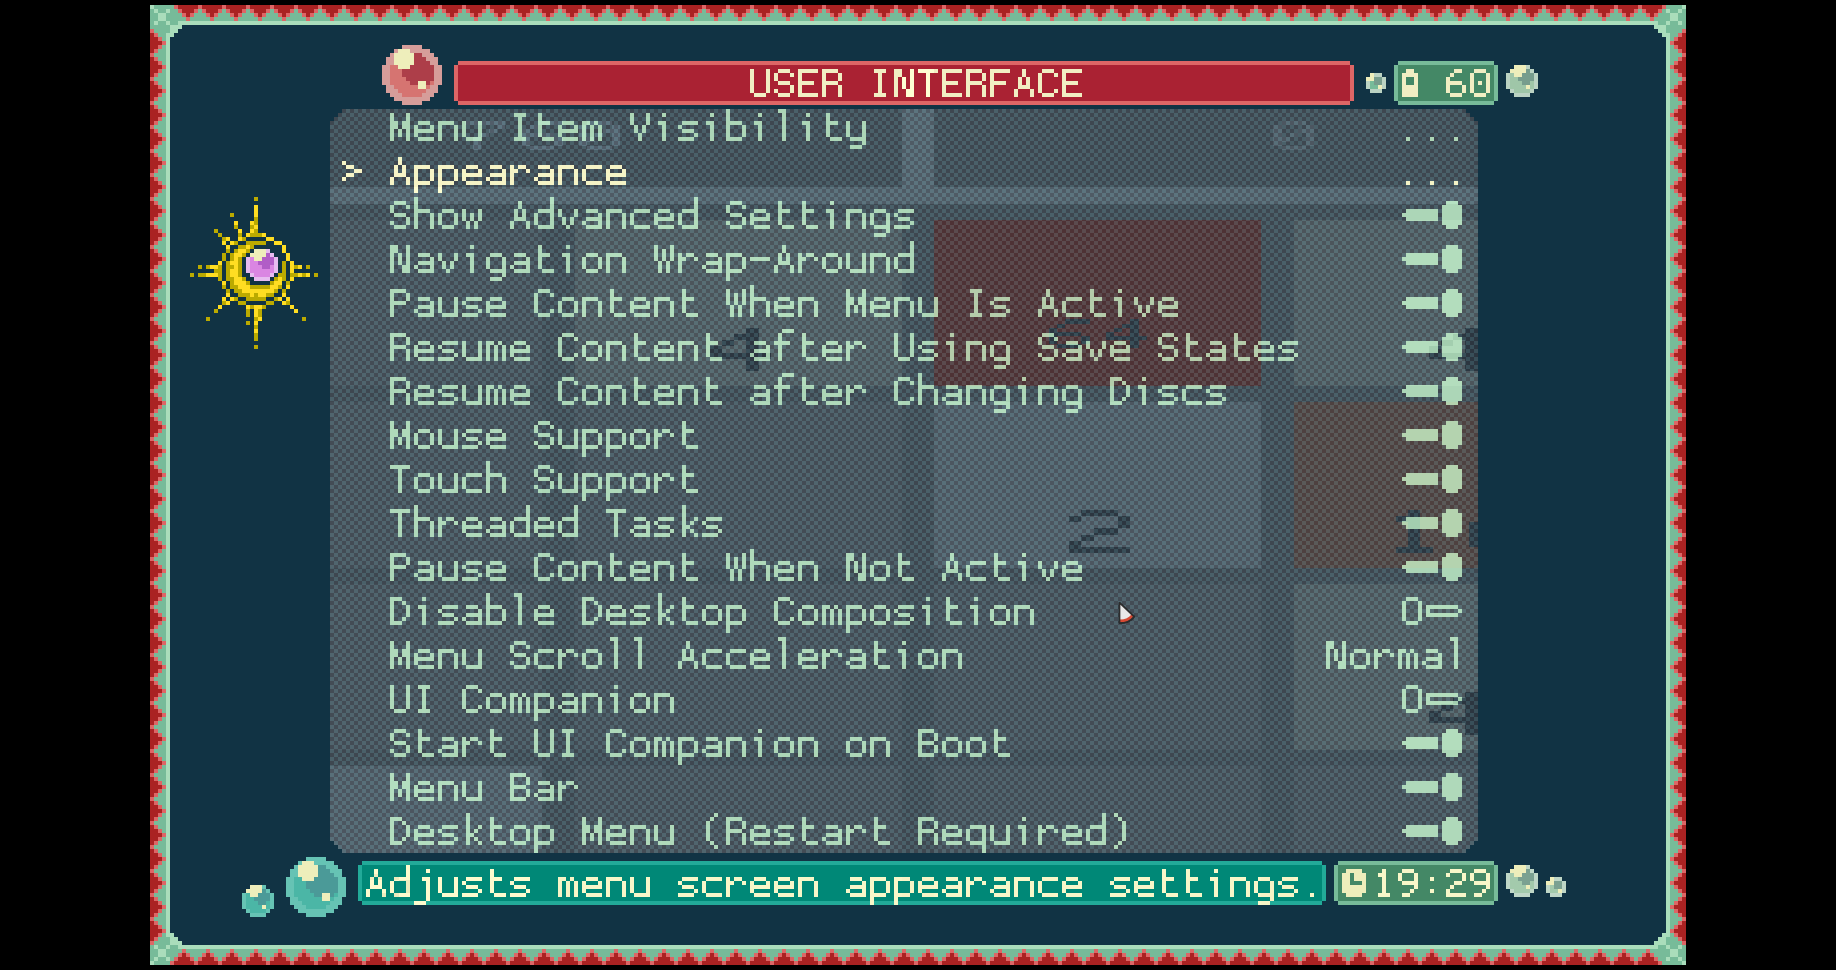 USER INTERFACE
60
Menu Item Visibility ...
> Appearance ...
Show Advanced Settings
Navigation Wrap-Around
Pause Content When Menu Is Active
Resume Content after Using Save States
Resume Content after Changing Discs
Mouse Support
Touch Support
Threaded Tasks
Pause Content When Not Active
Disable Desktop Composition
Menu Scroll Acceleration Normal
UI Companion
Start UI Companion on Boot
Menu Bar
Desktop Menu (Restart Required)
Adjusts menu screen appearance settings.
19:29
4
64
2